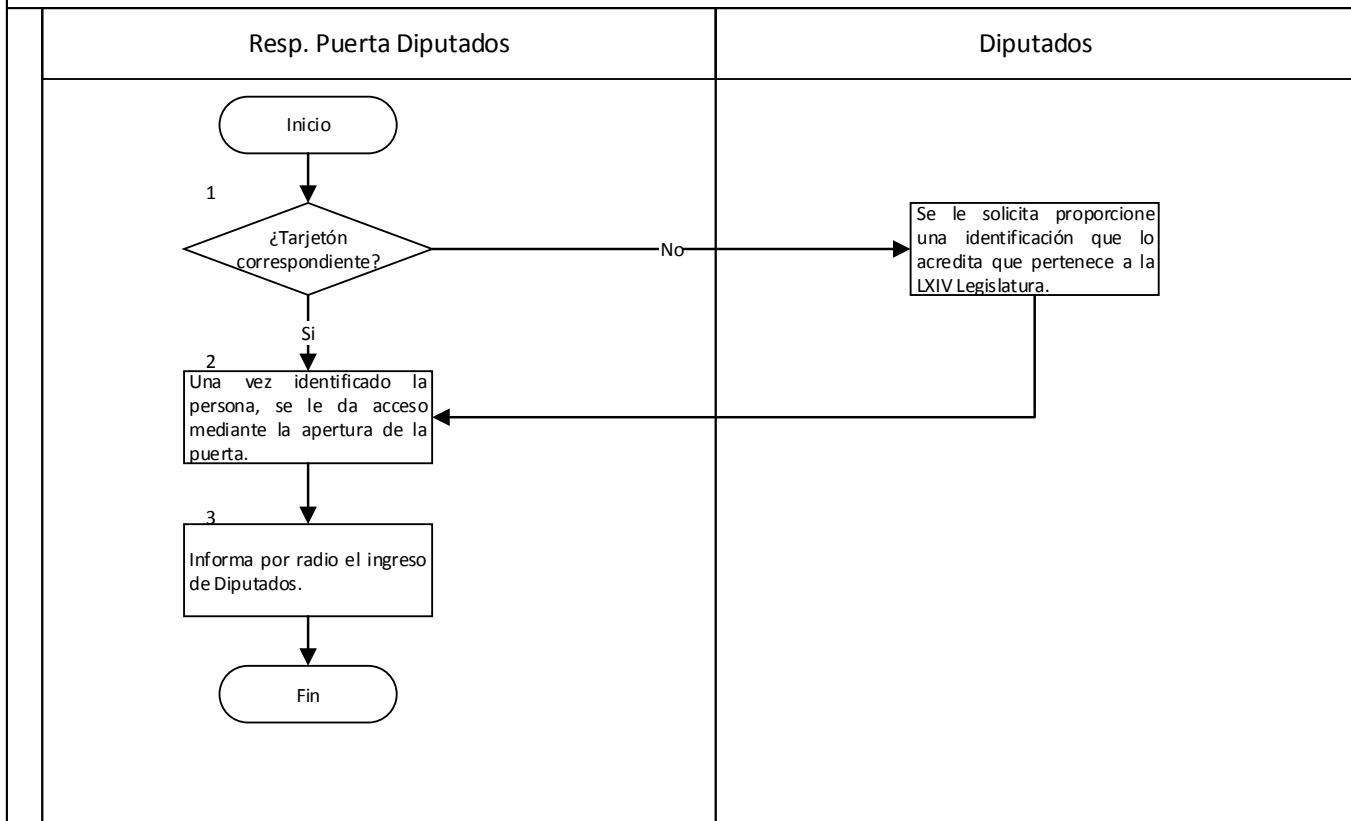 Resp. Puerta Diputados
Diputados
Inicio
1
¿Tarjetón
correspondiente?
No
Se le solicita proporcione
una identificación que lo
acredita que pertenece a la
LXIV Legislatura.
Si
2
Una vez identificado la
persona, se le da acceso
mediante la apertura de la
puerta.
3
Informa por radio el ingreso
de Diputados.
Fin